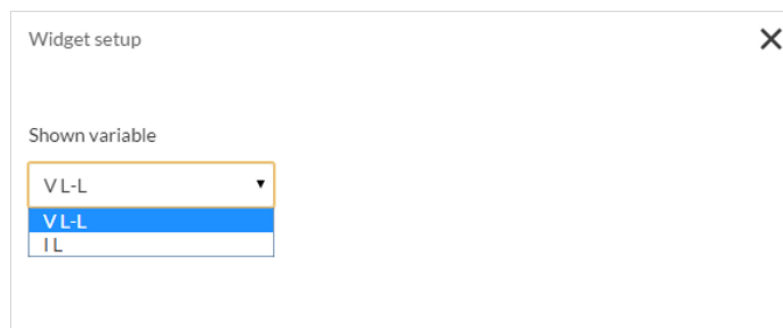 Widget setup
Shown variable
V L-L
V L-L
I L